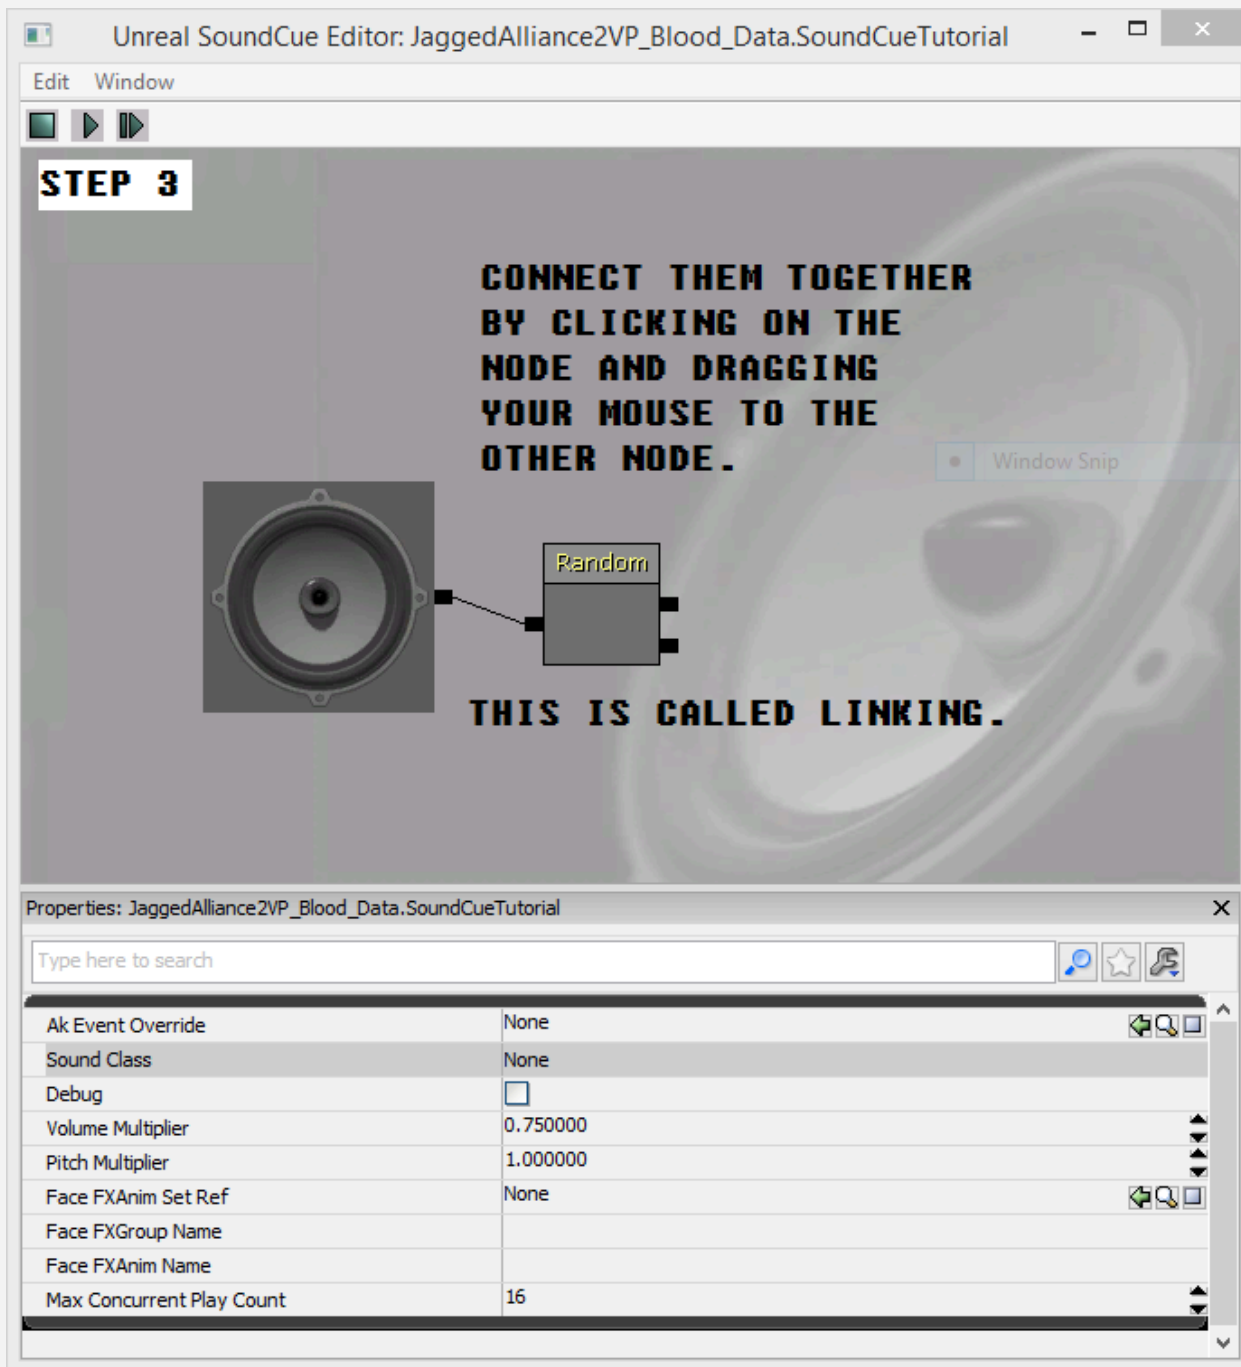 Unreal SoundCue Editor: JaggedAlliance2VP_Blood_Data.SoundCueTutorial
Edit Window
STEP 3
CONNECT THEM TOGETHER
BY CLICKING ON THE
NODE AND DRAGGING
YOUR MOUSE TO THE
OTHER NODE.
Window Snip
Random
THIS IS CALLED LINKING.
Properties: JaggedAlliance2VP_Blood_Data.SoundCueTutorial
Type here to search
Ak Event Override None
Sound Class None
Debug
Volume Multiplier 0.750000
Pitch Multiplier 1.000000
Face FXAnim Set Ref None
Face FXGroup Name
Face FXAnim Name
Max Concurrent Play Count 16